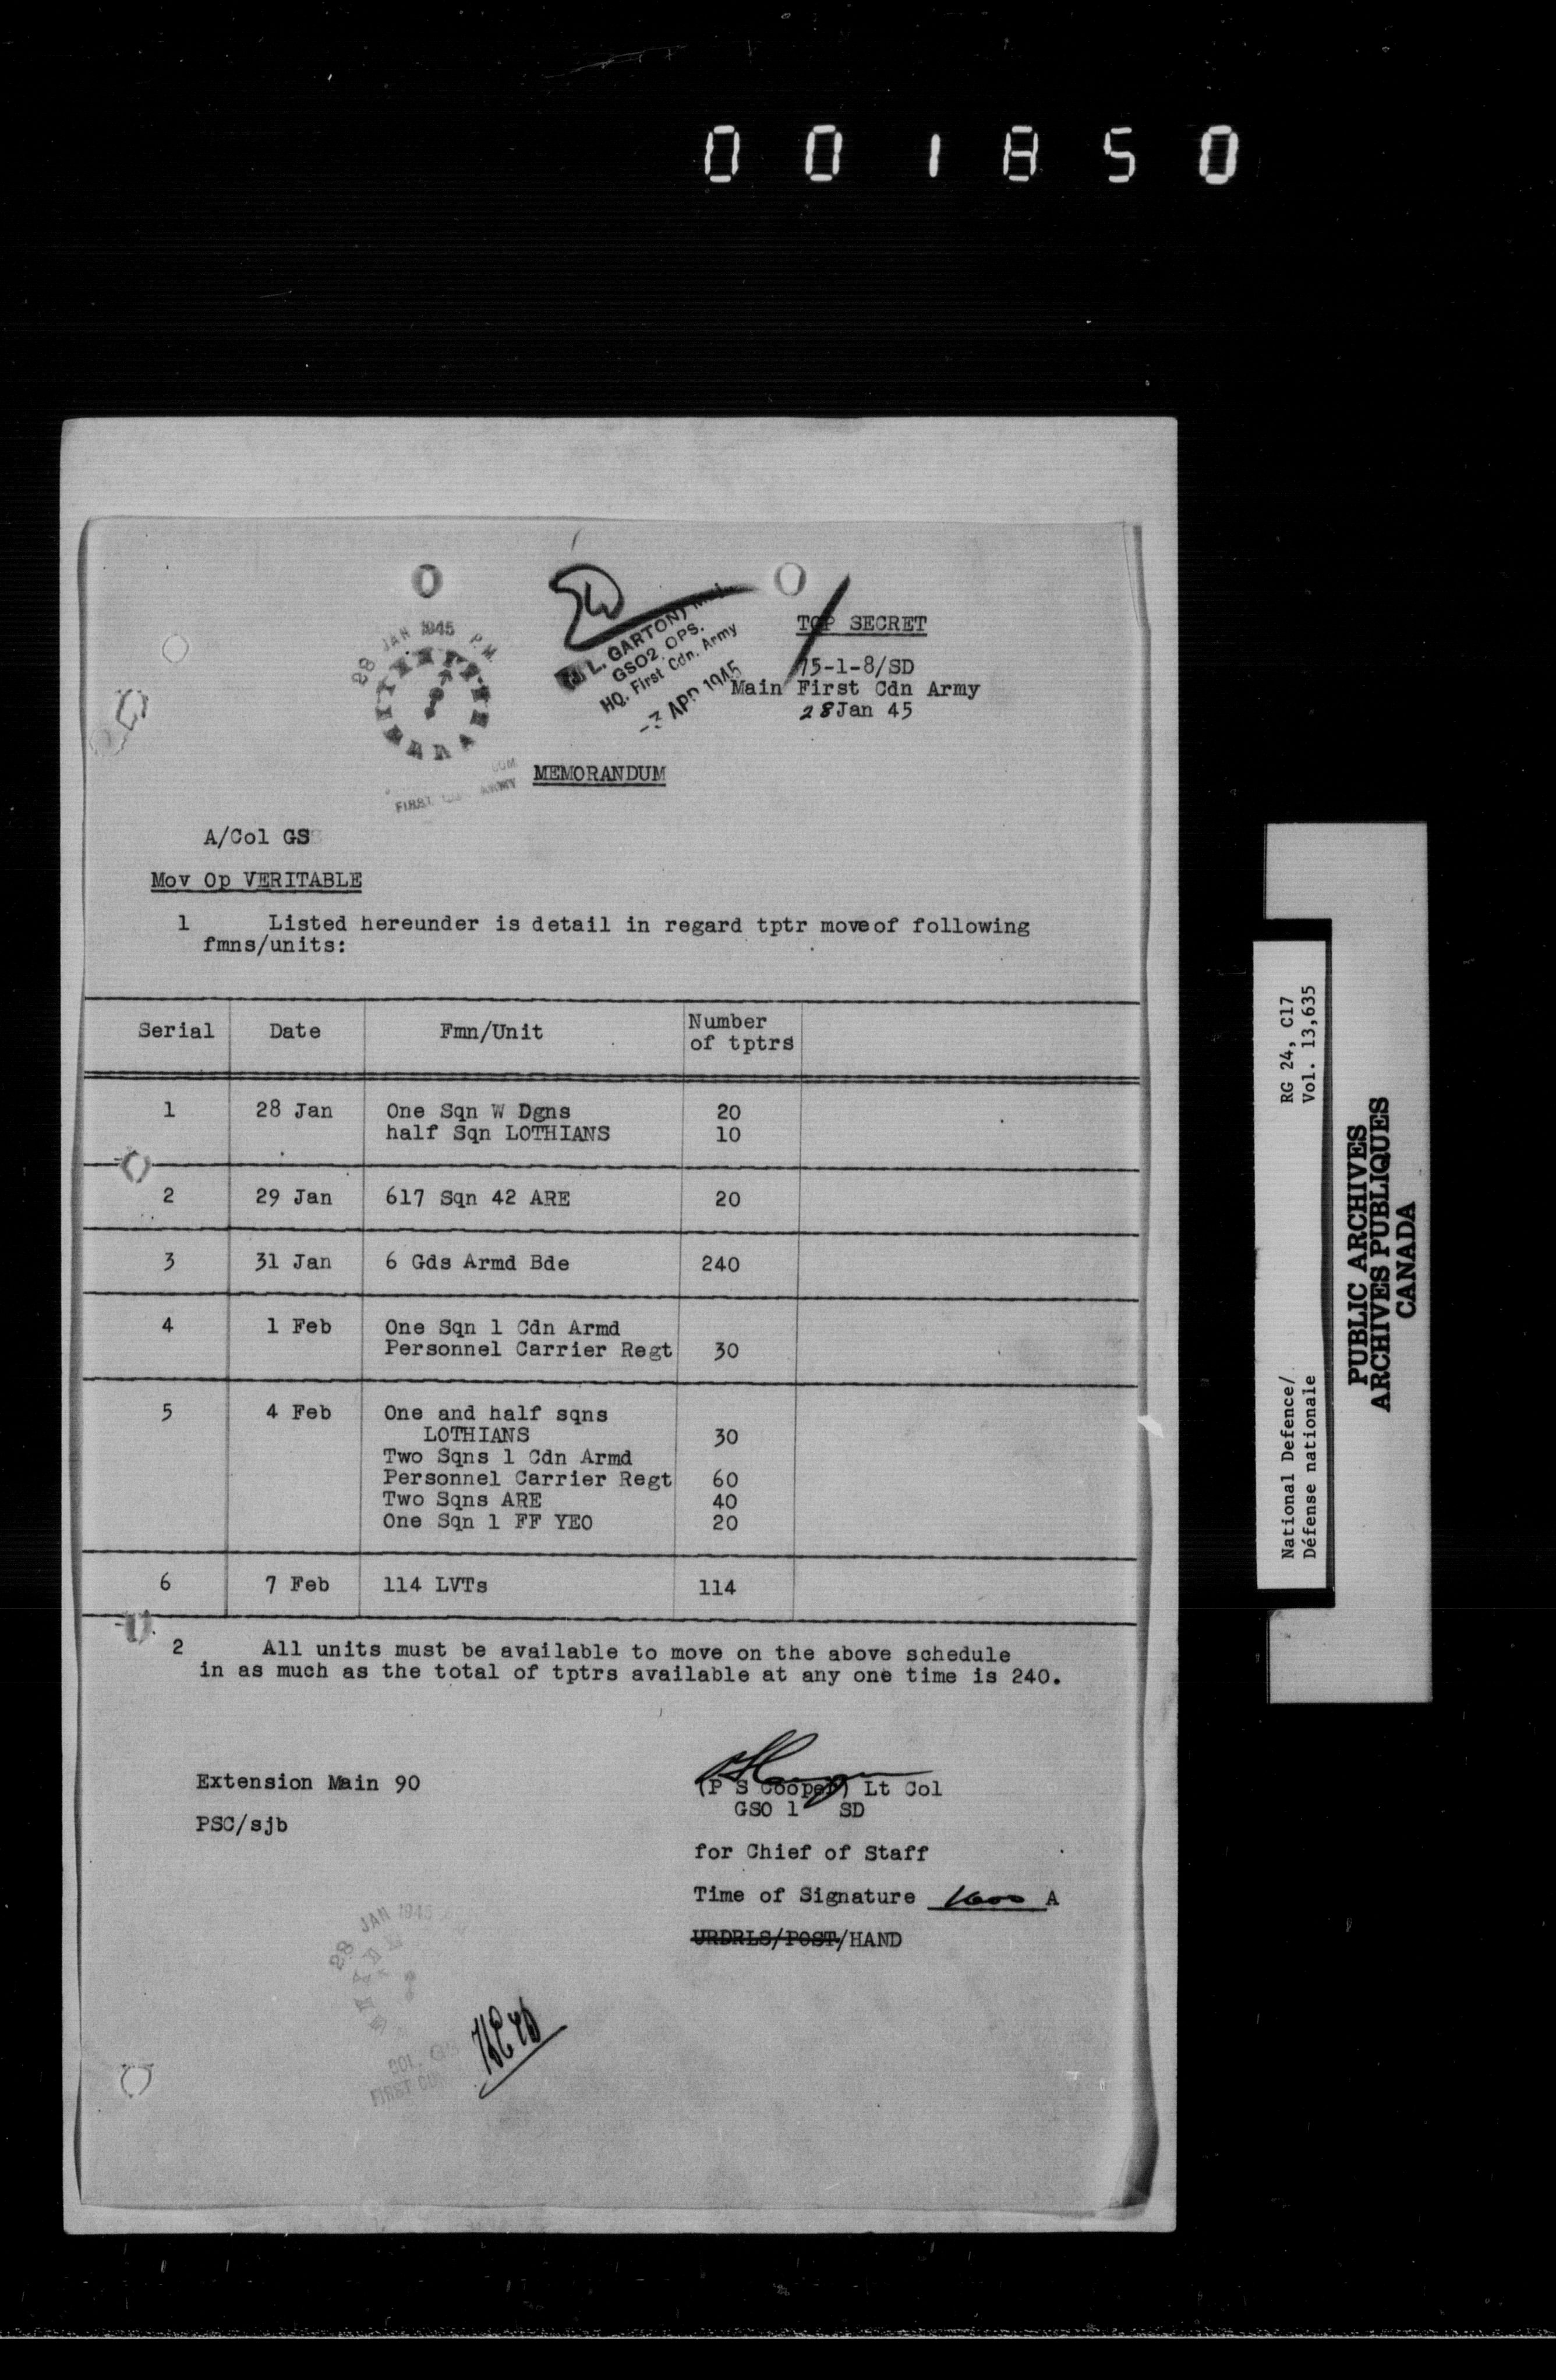 001850
28 JAN 1945 P.M.
L. GARTON)
GSO2. OPS.
HQ. First Cdn. Army
-3 APR 1945
TOP SECRET
15-1-8/SD
Main First Cdn Army
28 Jan 45
FIRST ARMY
MEMORANDUM
A/Col GS
Mov Op VERITABLE
1 Listed hereunder is detail in regard tptr move of following
fmns/units:
Serial Date Fmn/Unit Number
of tptrs
1 28 Jan One Sqn W Dgns 20
half Sqn LOTHIANS 10
2 29 Jan 617 Sqn 42 ARE 20
3 31 Jan 6 Gds Armd Bde 240
4 1 Feb One Sqn 1 Cdn Armd
Personnel Carrier Regt 30
5 4 Feb One and half sqns
LOTHIANS 30
Two Sqns 1 Cdn Armd
Personnel Carrier Regt 60
Two Sqns ARE 40
One Sqn 1 FF YEO 20
6 7 Feb 114 LVTs 114
2 All units must be available to move on the above schedule
in as much as the total of tptrs available at any one time is 240.
Extension Main 90
PSC/sjb
(P S Cooper) Lt Col
GSO 1 SD
for Chief of Staff
Time of Signature 1600 A
URDRLS/POST/HAND
28 JAN 1945
COL. GS
FIRST
RG 24, C17
Vol. 13,635
National Defence/
Défense nationale
PUBLIC ARCHIVES
ARCHIVES PUBLIQUES
CANADA